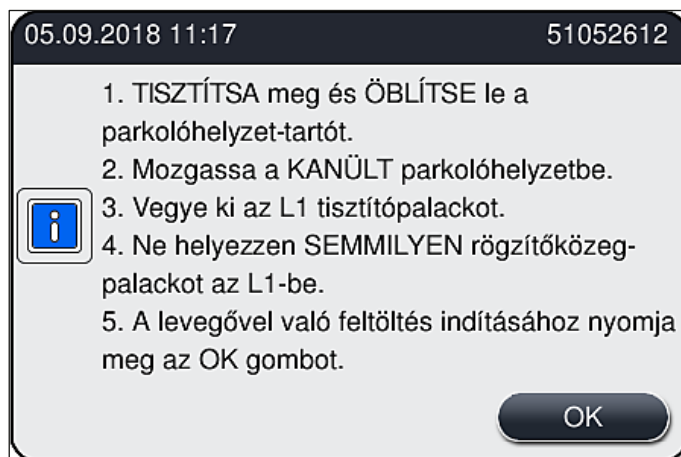 05.09.2018 11:17 51052612
1. TISZTÍTSA meg és ÖBLÍTSE le a
parkolóhelyzet-tartót.
2. Mozgassa a KANÜLT parkolóhelyzetbe.
3. Vegye ki az L1 tisztítópalackot.
4. Ne helyezzen SEMMILYEN rögzítőközeg-
palackot az L1-be.
5. A levegővel való feltöltés indításához nyomja
meg az OK gombot.
OK